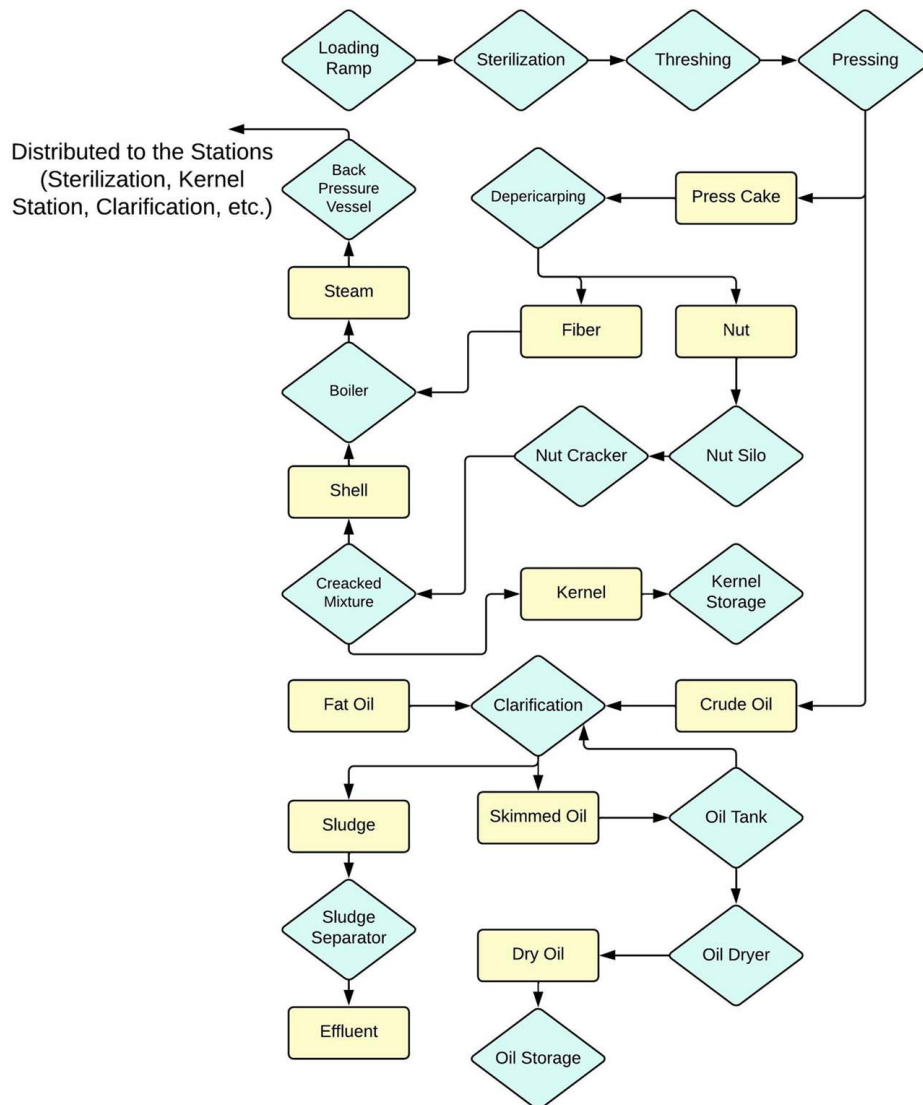 Loading
Ramp
Sterilization
Threshing
Pressing
Distributed to the Stations
(Sterilization, Kernel
Station, Clarification, etc.)
Back
Pressure
Vessel
Depericarping
Press Cake
Steam
Fiber
Nut
Boiler
Nut Cracker
Nut Silo
Shell
Creacked
Mixture
Kernel
Kernel
Storage
Fat Oil
Clarification
Crude Oil
Sludge
Skimmed Oil
Oil Tank
Sludge
Separator
Dry Oil
Oil Dryer
Effluent
Oil Storage